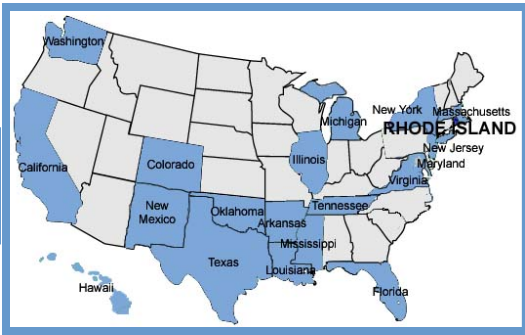 Washington
New York
Massachusetts
Michigan
RHODE ISLAND
New Jersey
Maryland
Illinois
California
Colorado
Virginia
New
Mexico
Oklahoma
Tennessee
Arkansas
Mississippi
Texas
Louisiana
Hawaii
Florida